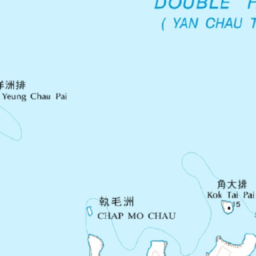 DOUBLE
( YAN CHAU T
洲排
Yeung Chau Pai
角大排
Kok Tai Pai
15
執毛洲
CHAP MO CHAU